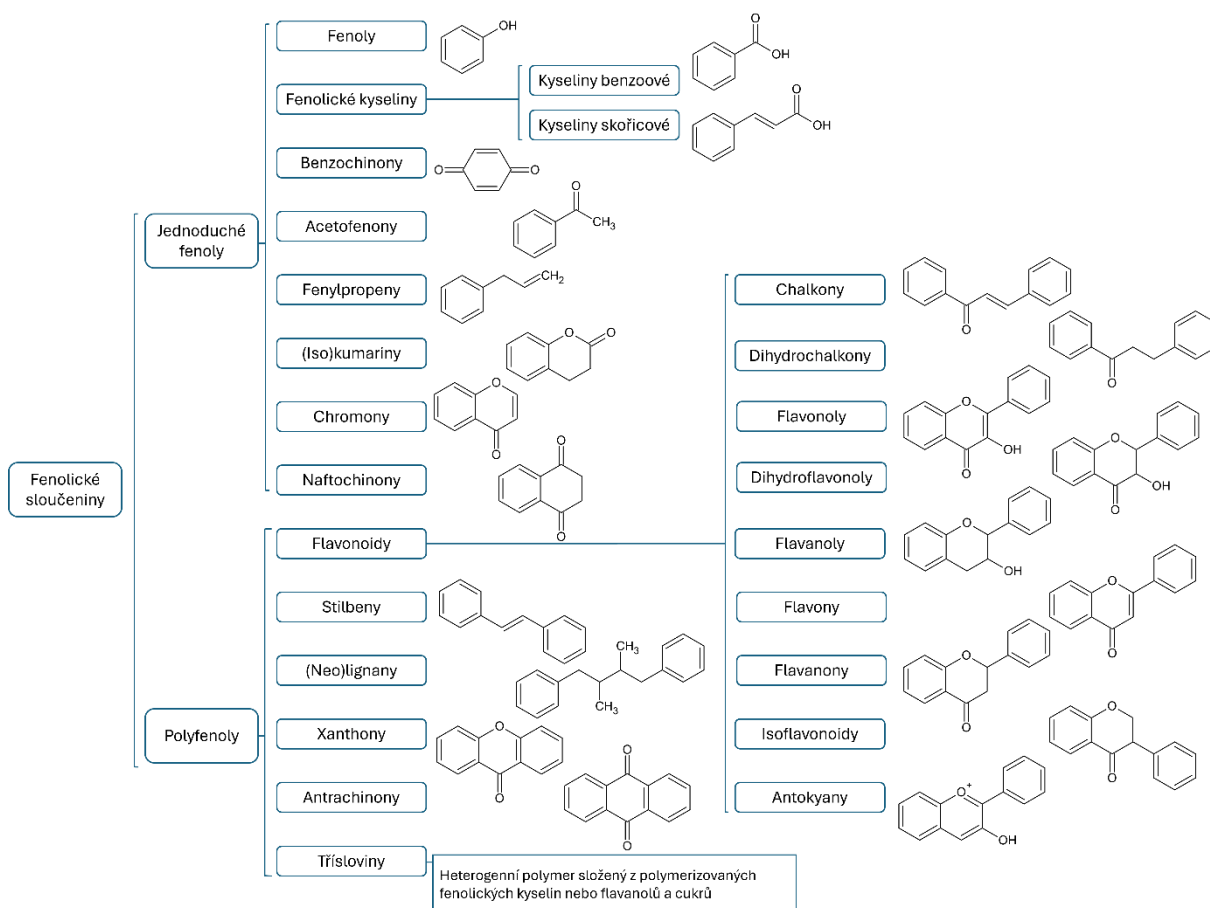 Fenolické
sloučeniny
Jednoduché
fenoly
Fenoly
OH
Fenolické kyseliny
Kyseliny benzoové
O
OH
Kyseliny skořicové
O
OH
Benzochinony
O
O
Acetofenony
O
CH3
Fenylpropeny
CH2
(Iso)kumariny
O
O
Chromony
O
O
Naftochinony
O
O
Polyfenoly
Flavonoidy
Chalkony
O
Dihydrochalkony
O
Flavonoly
O
OH
O
Dihydroflavonoly
O
OH
O
Flavanoly
O
OH
Flavony
O
O
Flavanony
O
O
Isoflavonoidy
O
O
Antokyany
O+
OH
Stilbeny
(Neo)lignany
CH3
CH3
Xanthony
O
O
Antrachinony
O
O
Třísloviny
Heterogenní polymer složený z polymerizovaných
fenolických kyselin nebo flavanolů a cukrů